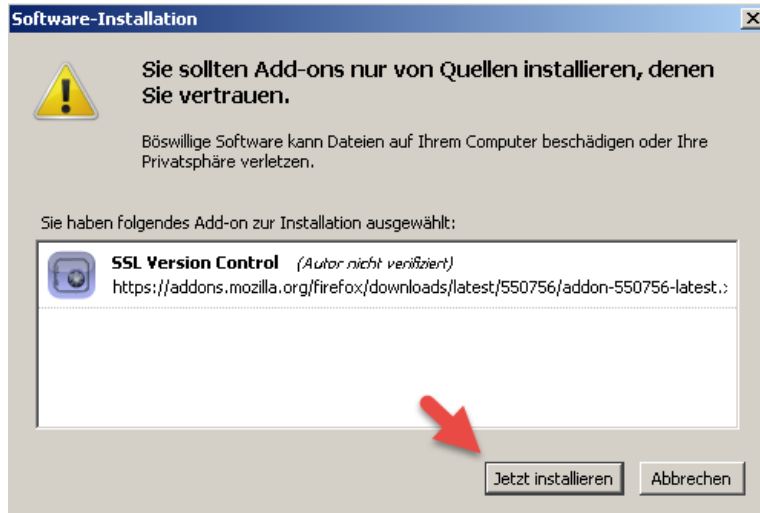 Software-Installation
Sie sollten Add-ons nur von Quellen installieren, denen
Sie vertrauen.
Böswillige Software kann Dateien auf Ihrem Computer beschädigen oder Ihre
Privatsphäre verletzen.
Sie haben folgendes Add-on zur Installation ausgewählt:
SSL Version Control (Autor nicht verifiziert)
https://addons.mozilla.org/firefox/downloads/latest/550756/addon-550756-latest.
Jetzt installieren Abbrechen